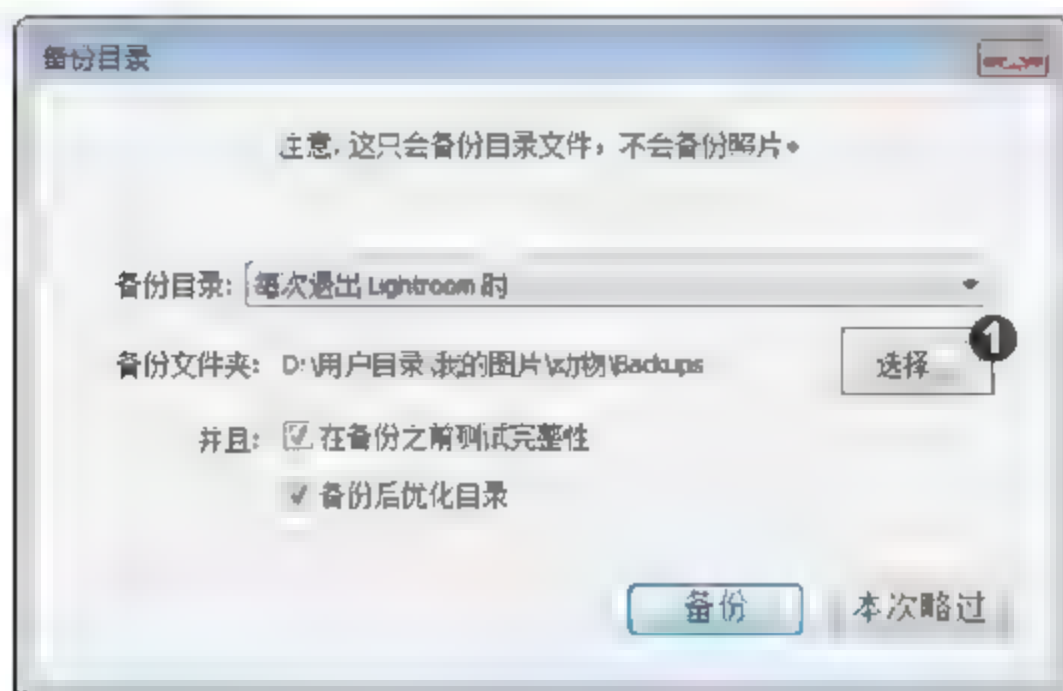 备份目录
注意,这只会备份目录文件,不会备份照片。
备份目录: 每次退出 Lightroom 时
备份文件夹: D:\用户目录\我的图片\动物\Backups 选择 1
并且: 在备份之前测试完整性
备份后优化目录
备份 本次略过